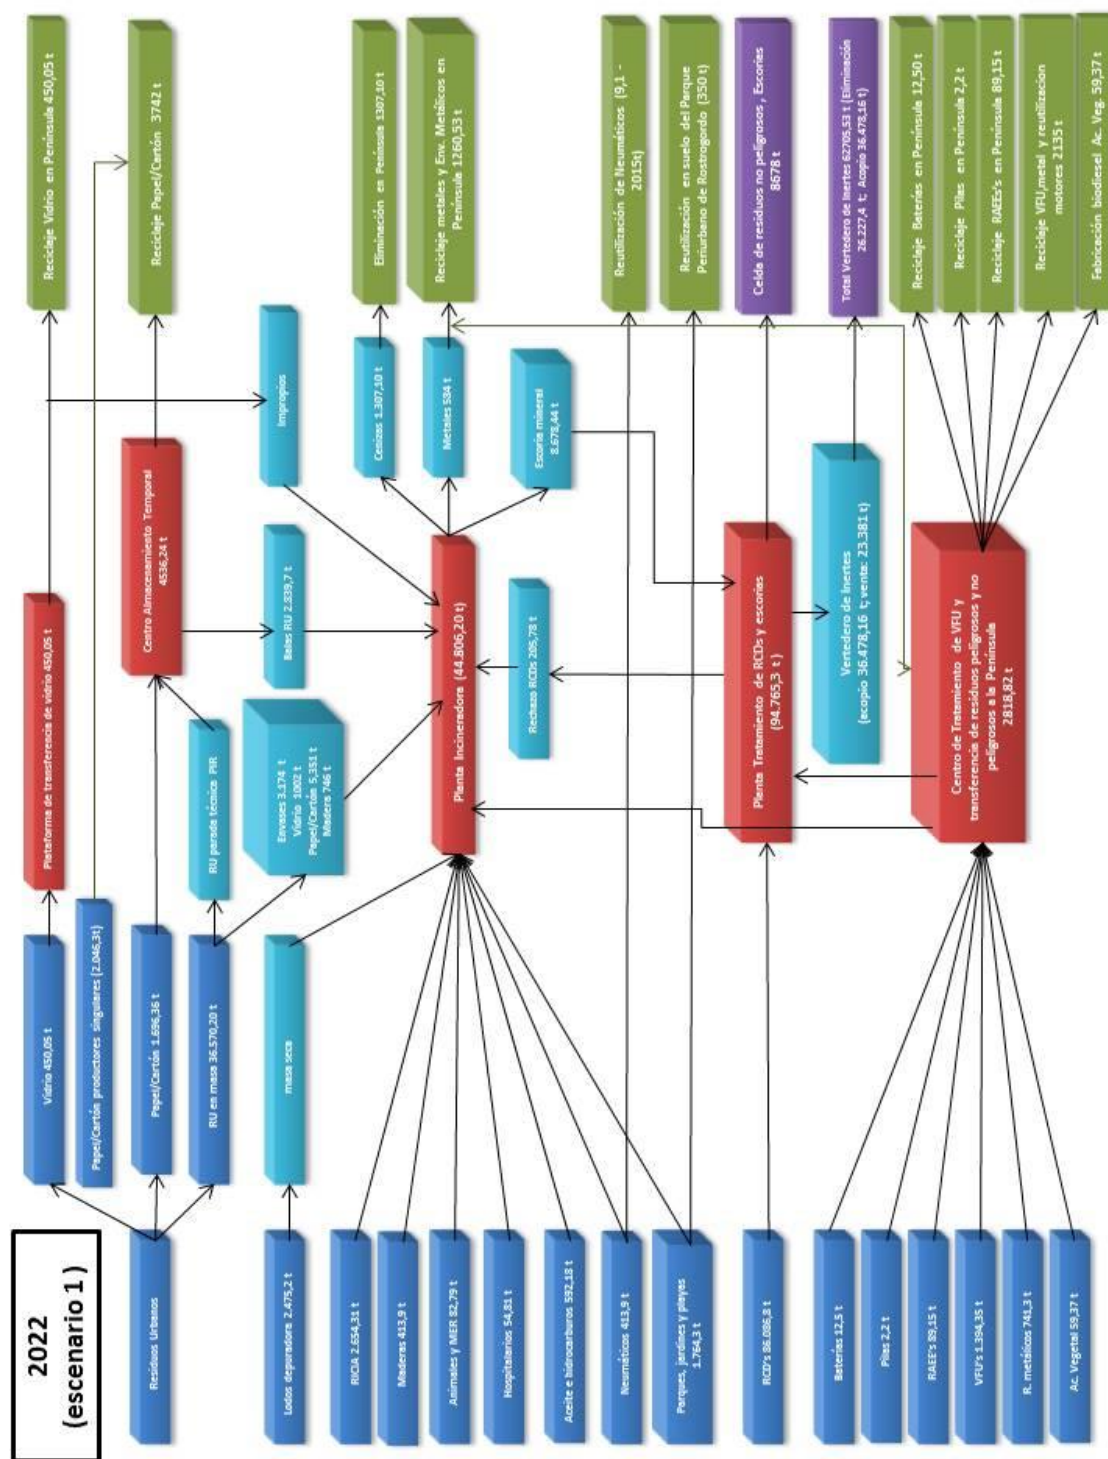 2022
(escenario 1 )
Residuos Urbanos
Lodos depuradora 2.475,2 t
RICIA 2.654,31 t
Maderas 413,9 t
Animales y MER 82,79 t
Hospitalarios 54,81 t
Aceite e hidrocarburos 592,18 t
Neumáticos 413,9 t
Parques, jardines y playas
1.764,3 t
RCD's 86.086,8 t
Baterías 12,5 t
Pilas 2,2 t
RAEE's 89,15 t
VFU's 1.394,35 t
R. metálicos 741,3 t
Ac. Vegetal 59,37 t
Vidrio 450,05 t
Papel/Cartón productores singulares (2.046,3t)
Papel/Cartón 1.696,36 t
RU en masa 36.570,20 t
masa seca
RU parada técnica PIR
Envases 3.174 t
Vidrio 1002 t
Papel/Cartón 5,351 t
Madera 746 t
Plataforma de transferencia de vidrio 450,05 t
Centro Almacenamiento Temporal
4536,24 t
Balas RU 2.839,7 t
Impropios
Planta Incineradora (44.806,20 t)
Rechazo RCDs 205,78 t
Planta Tratamiento de RCDs y escorias
(94.765,3 t )
Centro de Tratamiento de VFU y
transferencia de residuos peligrosos y no
peligrosos a la Península
2818,82 t
Cenizas 1.307,10 t
Metales 584 t
Escoria mineral
8.678,44 t
Vertedero de Inertes
(acopio 36.478,16 t; venta: 23.381 t)
Reciclaje Vidrio en Península 450,05 t
Reciclaje Papel/Cartón 3742 t
Eliminación en Península 1307,10 t
Reciclaje metales y Env. Metálicos en
Península 1260,53 t
Reutilización de Neumáticos (9,1 -
2015t)
Reutilización en suelo del Parque
Periurbano de Rostrogordo (350 t)
Celda de residuos no peligrosos , Escorias
8678 t
Total Vertedero de Inertes 62705,53 t (Eliminación
26.227,4 t; Acopio 36.478,16 t)
Reciclaje Baterías en Península 12,50 t
Reciclaje Pilas en Península 2,2 t
Reciclaje RAEEs's en Península 89,15 t
Reciclaje VFU,metal y reutilizacion
motores 2135 t
Fabricación biodiesel Ac. Veg. 59,37 t